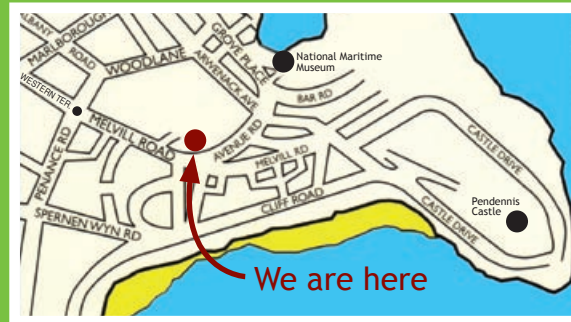 ALBANY
MARLBOROUGH
ROAD
WOODLANE
GROVE PLACE
ARWENACK AVE
National Maritime
Museum
WESTERN TER
BAR RD
MELVILL ROAD
AVENUE RD
MELVILL RD
CASTLE DRIVE
PENANCE RD
CLIFF ROAD
Pendennis
Castle
SPERNEN WYN RD
CASTLE DRIVE
We are here